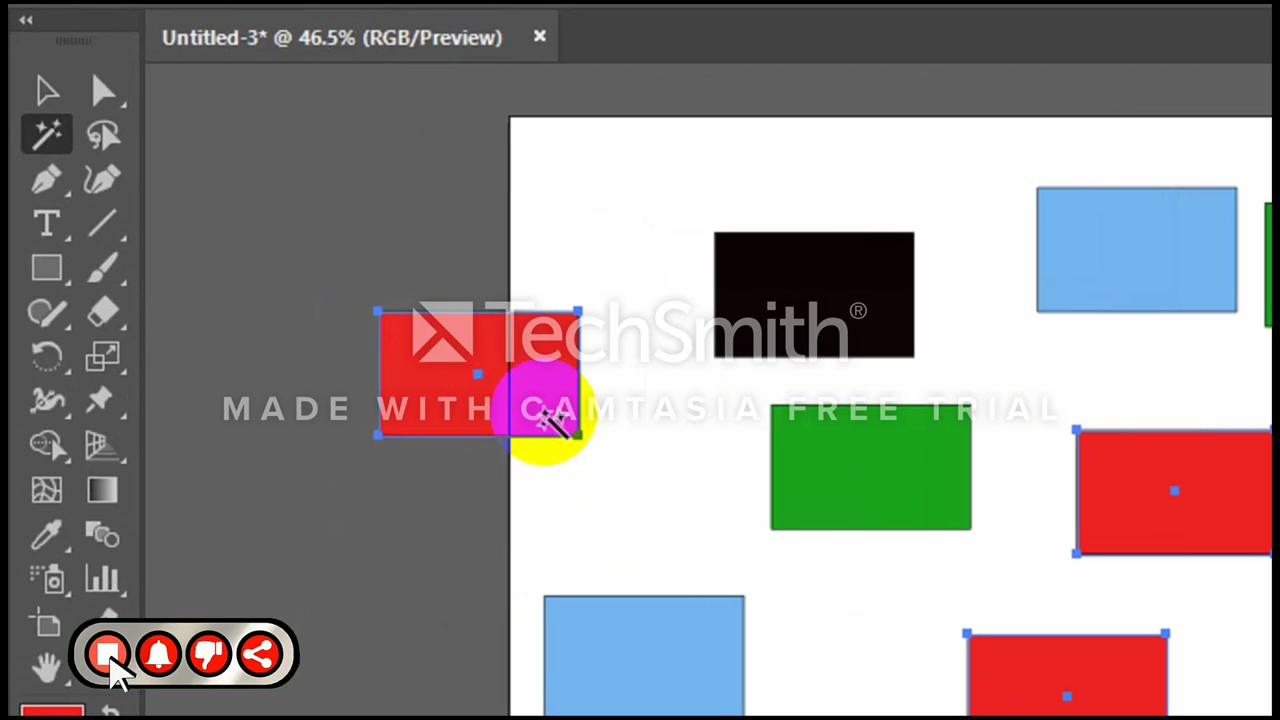 Untitled-3* @ 46.5% (RGB/Preview)
TechSmith®
MADE WITH CAMTASIA FREE TRIAL